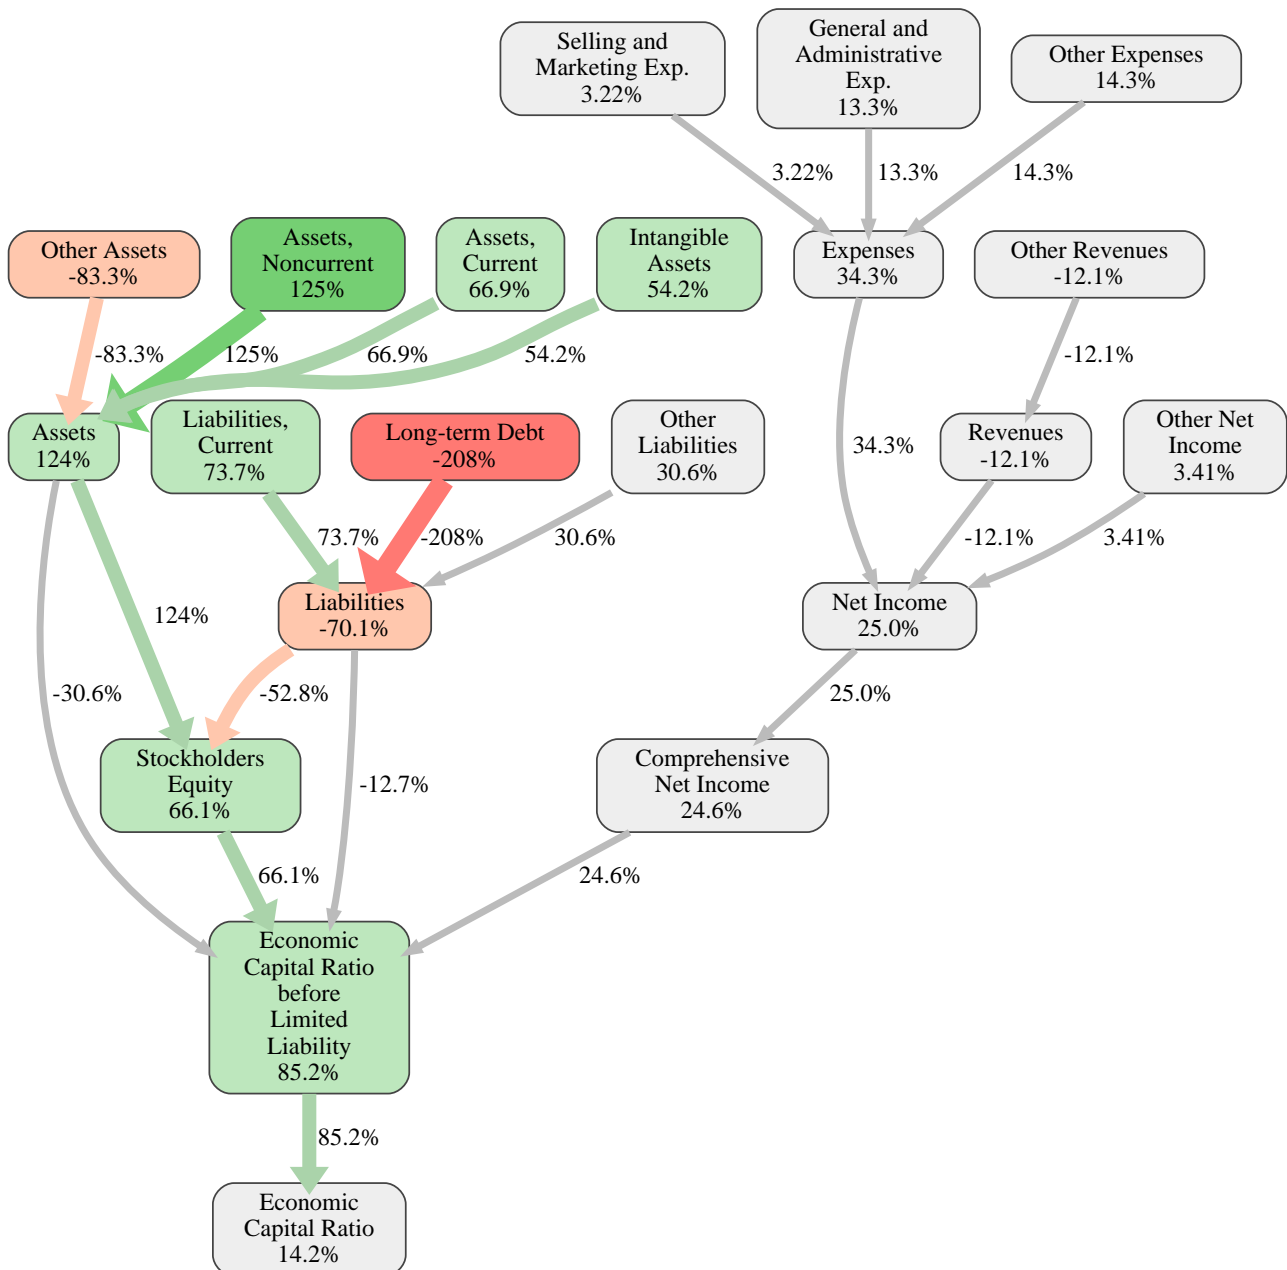 Selling and
Marketing Exp.
3.22%
General and
Administrative
Exp.
13.3%
Other Expenses
14.3%
3.22%
13.3%
14.3%
Other Assets
-83.3%
Assets,
Noncurrent
125%
Assets,
Current
66.9%
Intangible
Assets
54.2%
Expenses
34.3%
Other Revenues
-12.1%
-83.3%
125%
66.9%
54.2%
-12.1%
Assets
124%
Liabilities,
Current
73.7%
Long-term Debt
-208%
Other
Liabilities
30.6%
34.3%
Revenues
-12.1%
Other Net
Income
3.41%
73.7%
-208%
30.6%
-12.1%
3.41%
124%
Liabilities
-70.1%
Net Income
25.0%
-30.6%
-52.8%
25.0%
Stockholders
Equity
66.1%
-12.7%
Comprehensive
Net Income
24.6%
66.1%
24.6%
Economic
Capital Ratio
before
Limited
Liability
85.2%
85.2%
Economic
Capital Ratio
14.2%